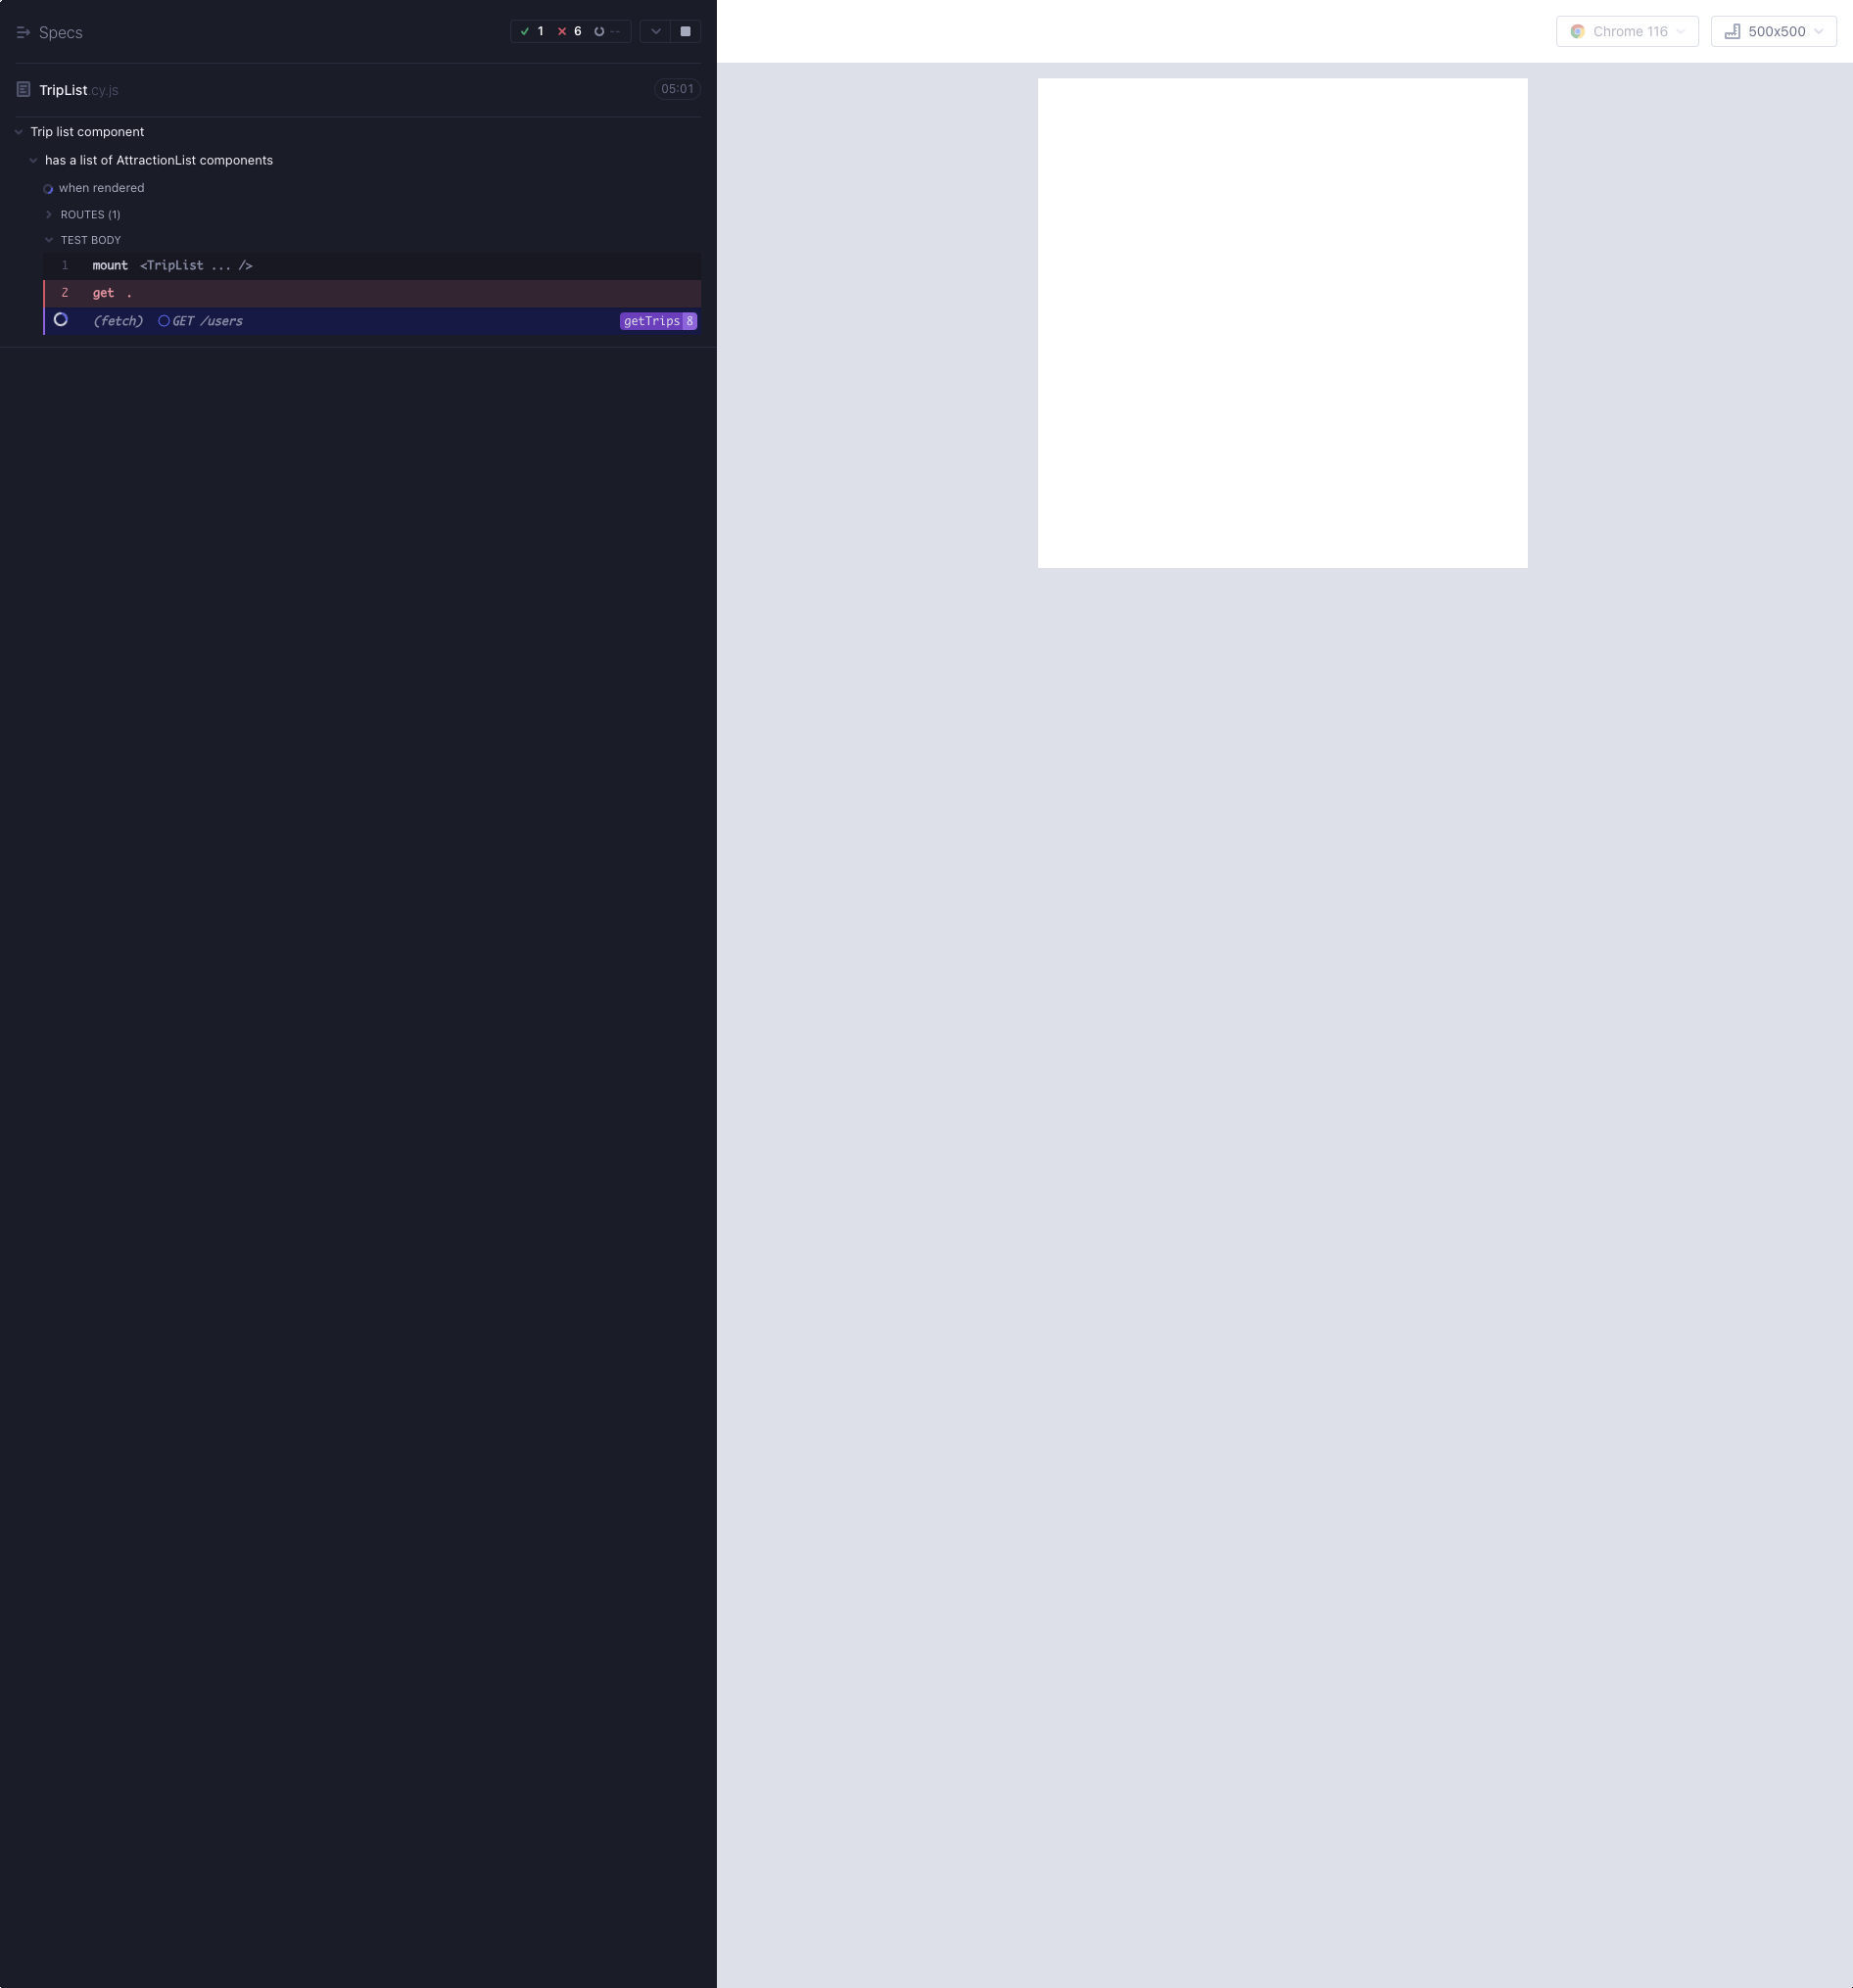 Specs 1 6 --
Chrome 116 500x500
TripList.cy.js 05:01
Trip list component
has a list of AttractionList components
when rendered
ROUTES (1)
TEST BODY
1 mount <TripList ... />
2 get .
(fetch) GET /users getTrips 8